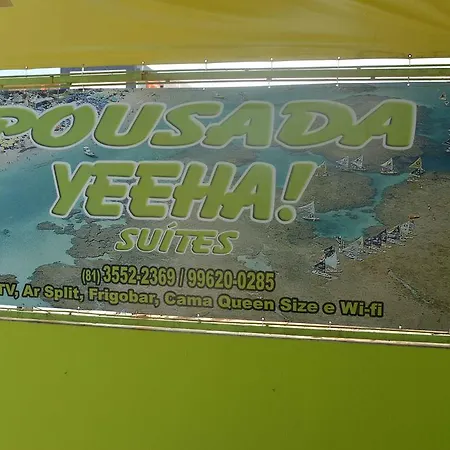 POUSADA
YEEHA!
SUÍTES
(81) 3552-2369 / 99620-0285
TV, Ar Split, Frigobar, Cama Queen Size e Wi-fi